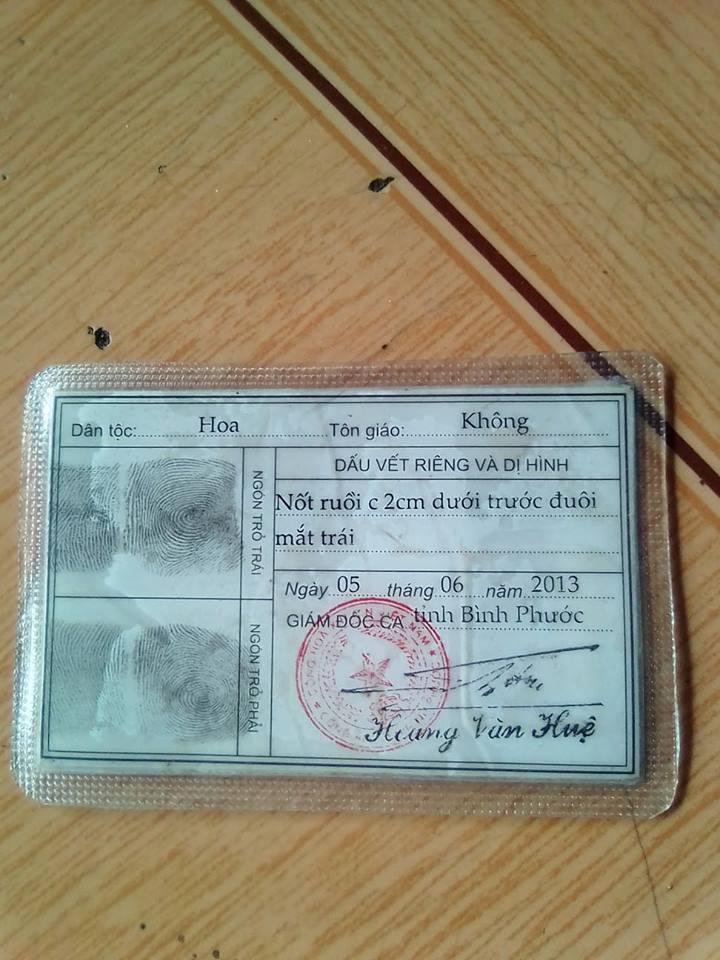 Dân tộc: Hoa Tôn giáo: Không
NGÓN TRỎ TRÁI
DẤU VẾT RIÊNG VÀ DỊ HÌNH
Nốt ruồi c 2cm dưới trước đuôi
mắt trái
NGÓN TRỎ PHẢI
Ngày 05 tháng 06 năm 2013
GIÁM ĐỐC CA tỉnh Bình Phước
Hoàng Văn Huệ